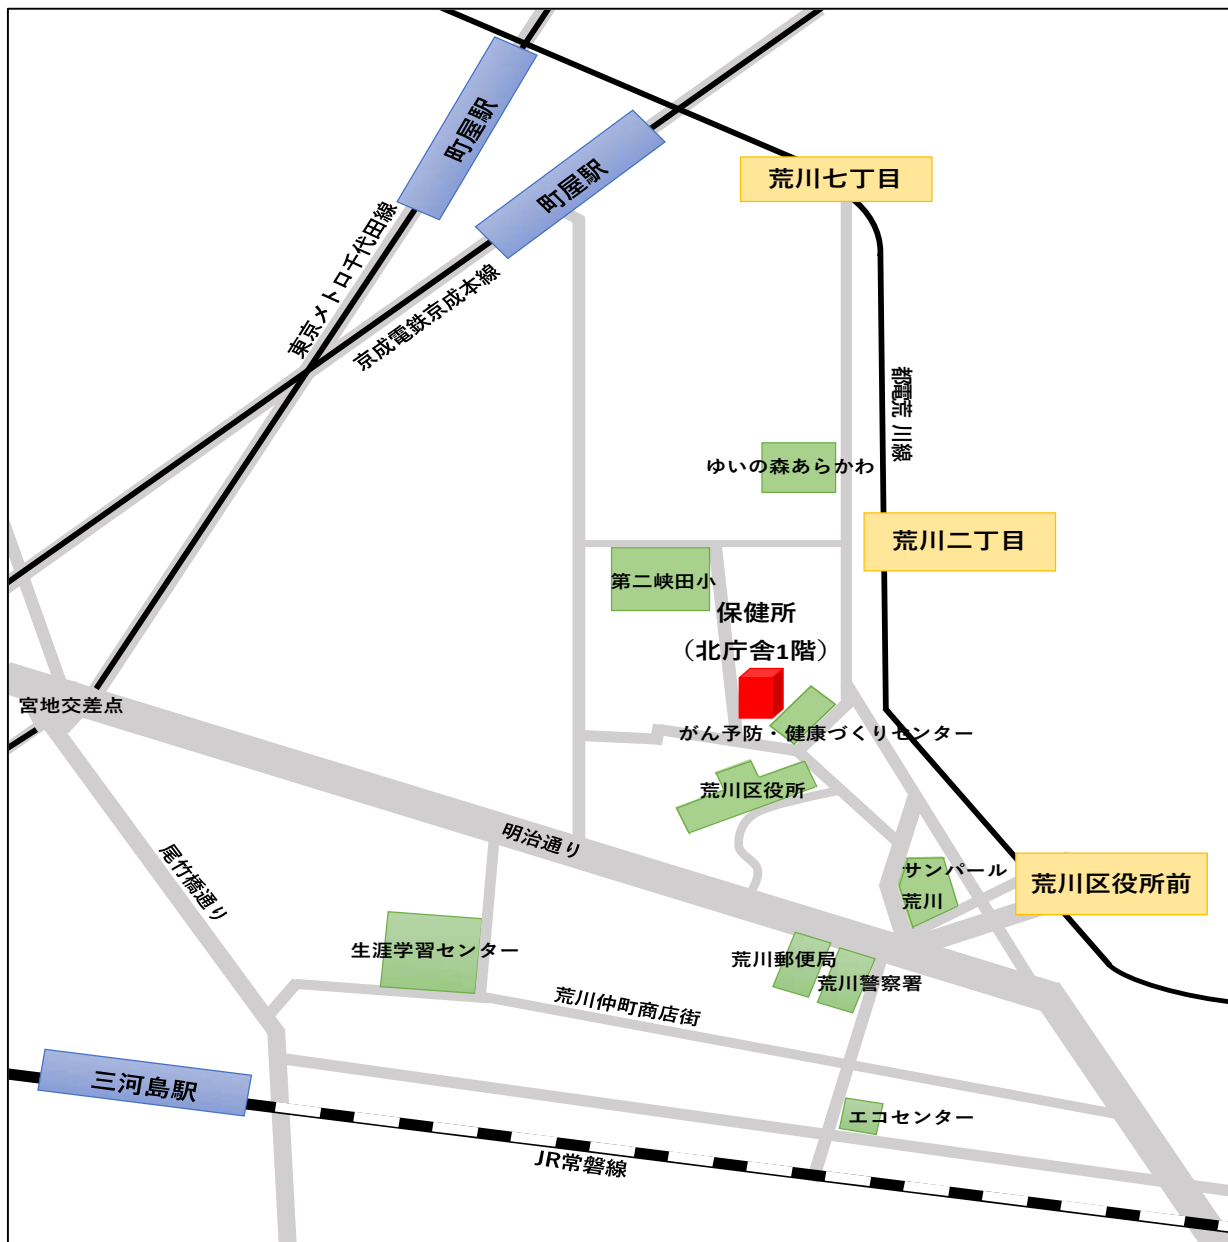 町屋駅
町屋駅
荒川七丁目
東京メトロ千代田線
京成電鉄京成本線
都電荒川線
ゆいの森あらかわ
荒川二丁目
第二峡田小
保健所
（北庁舎1階）
宮地交差点
がん予防・健康づくりセンター
荒川区役所
明治通り
尾竹橋通り
サンパール
荒川
荒川区役所前
生涯学習センター
荒川郵便局
荒川警察署
荒川仲町商店街
三河島駅
エコセンター
JR常磐線